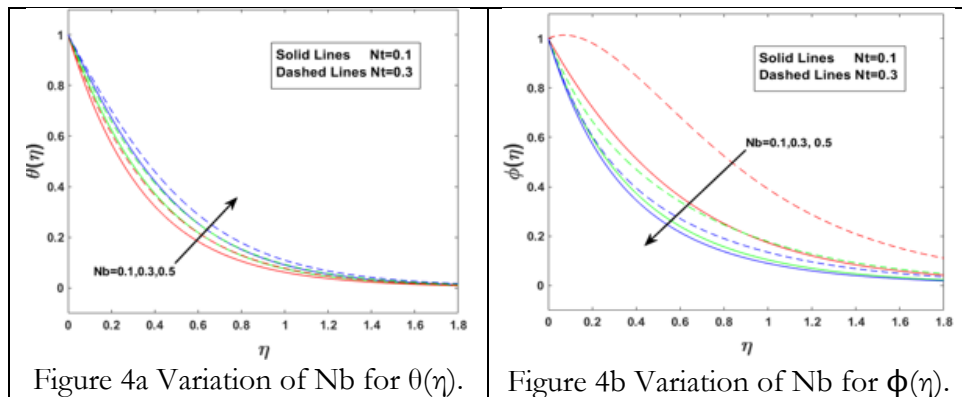 1
0.8
0.6
0.4
0.2
0
θ(η)
Solid Lines Nt=0.1
Dashed Lines Nt=0.3
Nb=0.1,0.3,0.5
0 0.2 0.4 0.6 0.8 1 1.2 1.4 1.6 1.8
η
Figure 4a Variation of Nb for θ(η).
1
0.8
0.6
0.4
0.2
0
ϕ(η)
Solid Lines Nt=0.1
Dashed Lines Nt=0.3
Nb=0.1,0.3, 0.5
0 0.2 0.4 0.6 0.8 1 1.2 1.4 1.6 1.8
η
Figure 4b Variation of Nb for ϕ(η).